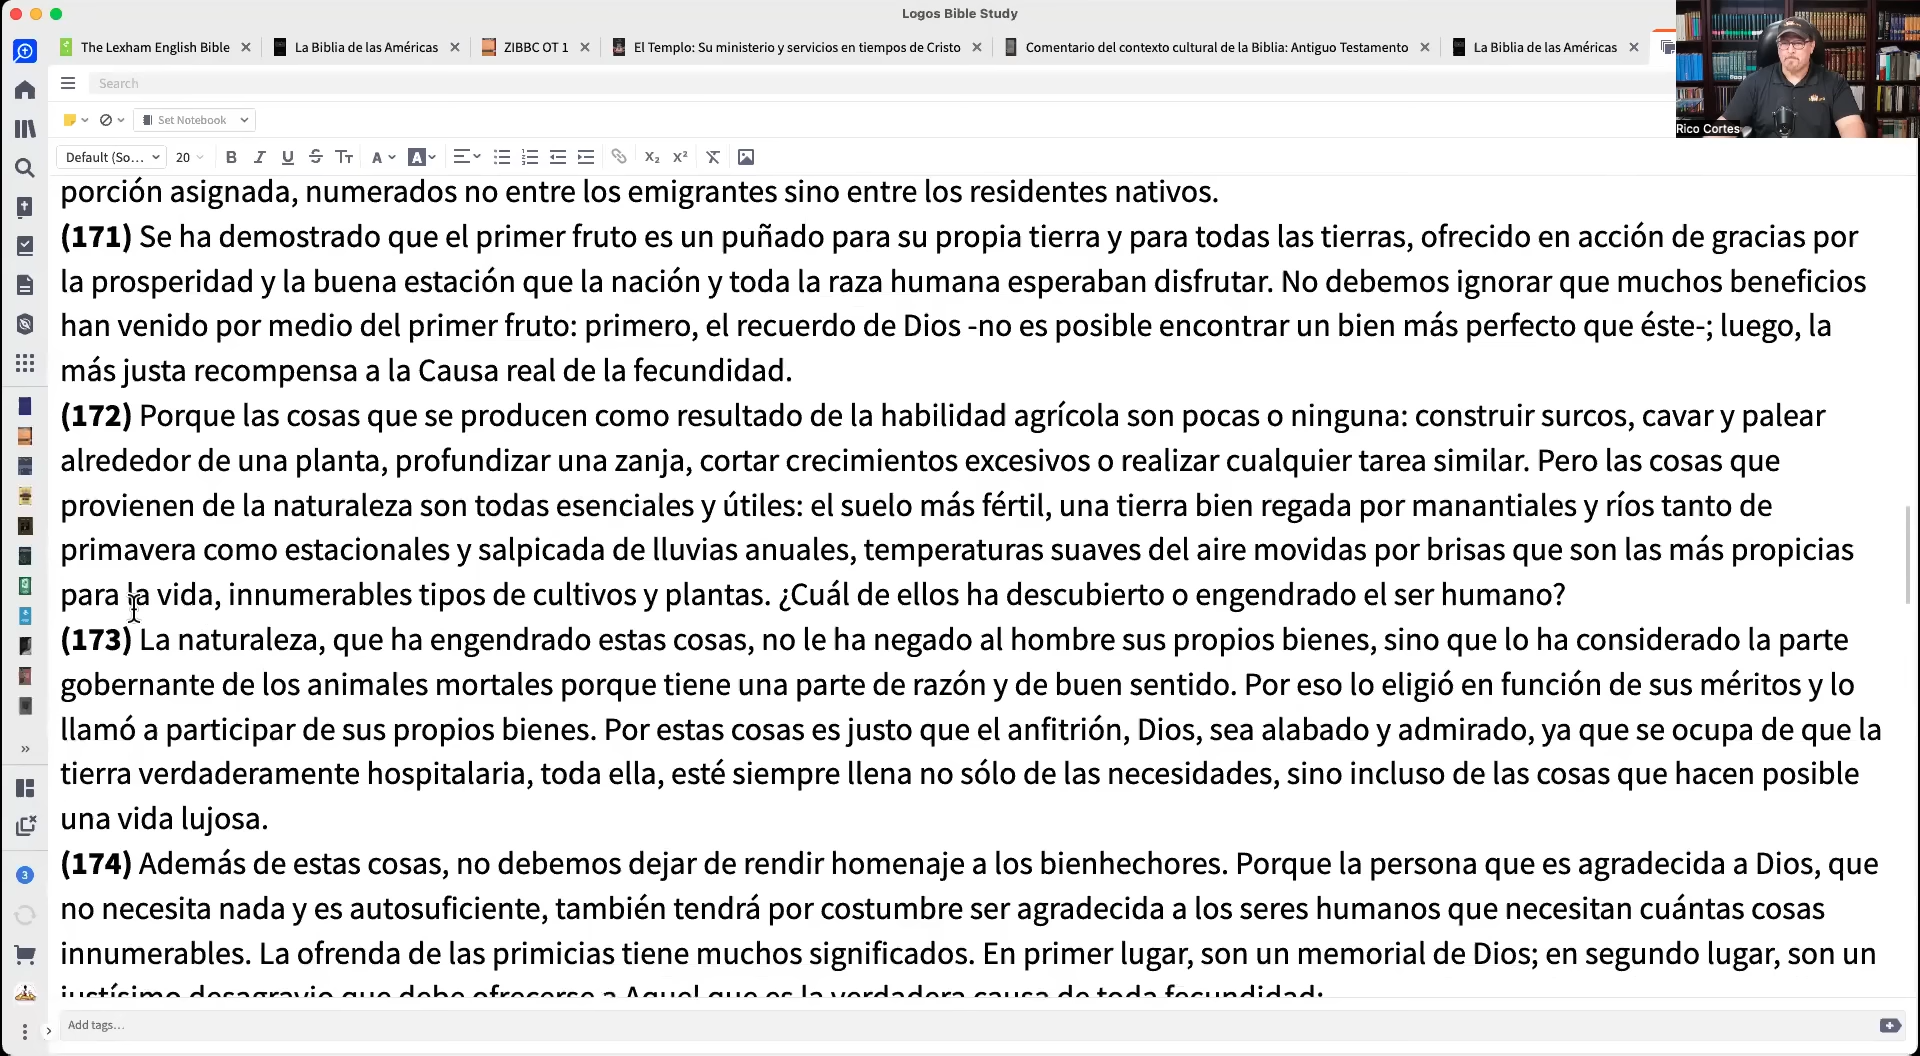 Logos Bible Study
The Lexham English Bible
La Biblia de las Américas
ZIBBC OT 1
El Templo: Su ministerio y servicios en tiempos de Cristo
Comentario del contexto cultural de la Biblia: Antiguo Testamento
La Biblia de las Américas
Search
Set Notebook
Default (So...
20
Rico Cortes
porción asignada, numerados no entre los emigrantes sino entre los residentes nativos.
(171) Se ha demostrado que el primer fruto es un puñado para su propia tierra y para todas las tierras, ofrecido en acción de gracias por
la prosperidad y la buena estación que la nación y toda la raza humana esperaban disfrutar. No debemos ignorar que muchos beneficios
han venido por medio del primer fruto: primero, el recuerdo de Dios -no es posible encontrar un bien más perfecto que éste-; luego, la
más justa recompensa a la Causa real de la fecundidad.
(172) Porque las cosas que se producen como resultado de la habilidad agrícola son pocas o ninguna: construir surcos, cavar y palear
alrededor de una planta, profundizar una zanja, cortar crecimientos excesivos o realizar cualquier tarea similar. Pero las cosas que
provienen de la naturaleza son todas esenciales y útiles: el suelo más fértil, una tierra bien regada por manantiales y ríos tanto de
primavera como estacionales y salpicada de lluvias anuales, temperaturas suaves del aire movidas por brisas que son las más propicias
para la vida, innumerables tipos de cultivos y plantas. ¿Cuál de ellos ha descubierto o engendrado el ser humano?
(173) La naturaleza, que ha engendrado estas cosas, no le ha negado al hombre sus propios bienes, sino que lo ha considerado la parte
gobernante de los animales mortales porque tiene una parte de razón y de buen sentido. Por eso lo eligió en función de sus méritos y lo
llamó a participar de sus propios bienes. Por estas cosas es justo que el anfitrión, Dios, sea alabado y admirado, ya que se ocupa de que la
tierra verdaderamente hospitalaria, toda ella, esté siempre llena no sólo de las necesidades, sino incluso de las cosas que hacen posible
una vida lujosa.
(174) Además de estas cosas, no debemos dejar de rendir homenaje a los bienhechores. Porque la persona que es agradecida a Dios, que
no necesita nada y es autosuficiente, también tendrá por costumbre ser agradecida a los seres humanos que necesitan cuántas cosas
innumerables. La ofrenda de las primicias tiene muchos significados. En primer lugar, son un memorial de Dios; en segundo lugar, son un
justísimo desagravio que debe ofrecerse a Aquel que es la verdadera causa de toda fecundidad;
3
Add tags...